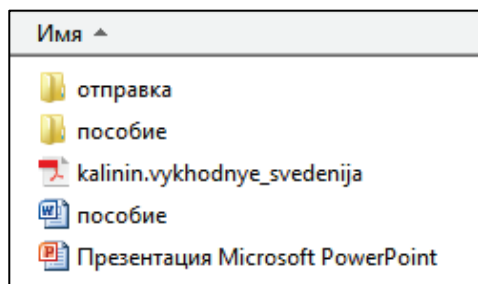 Имя
отправка
пособие
kalinin.vykhodnye_svedenija
пособие
Презентация Microsoft PowerPoint